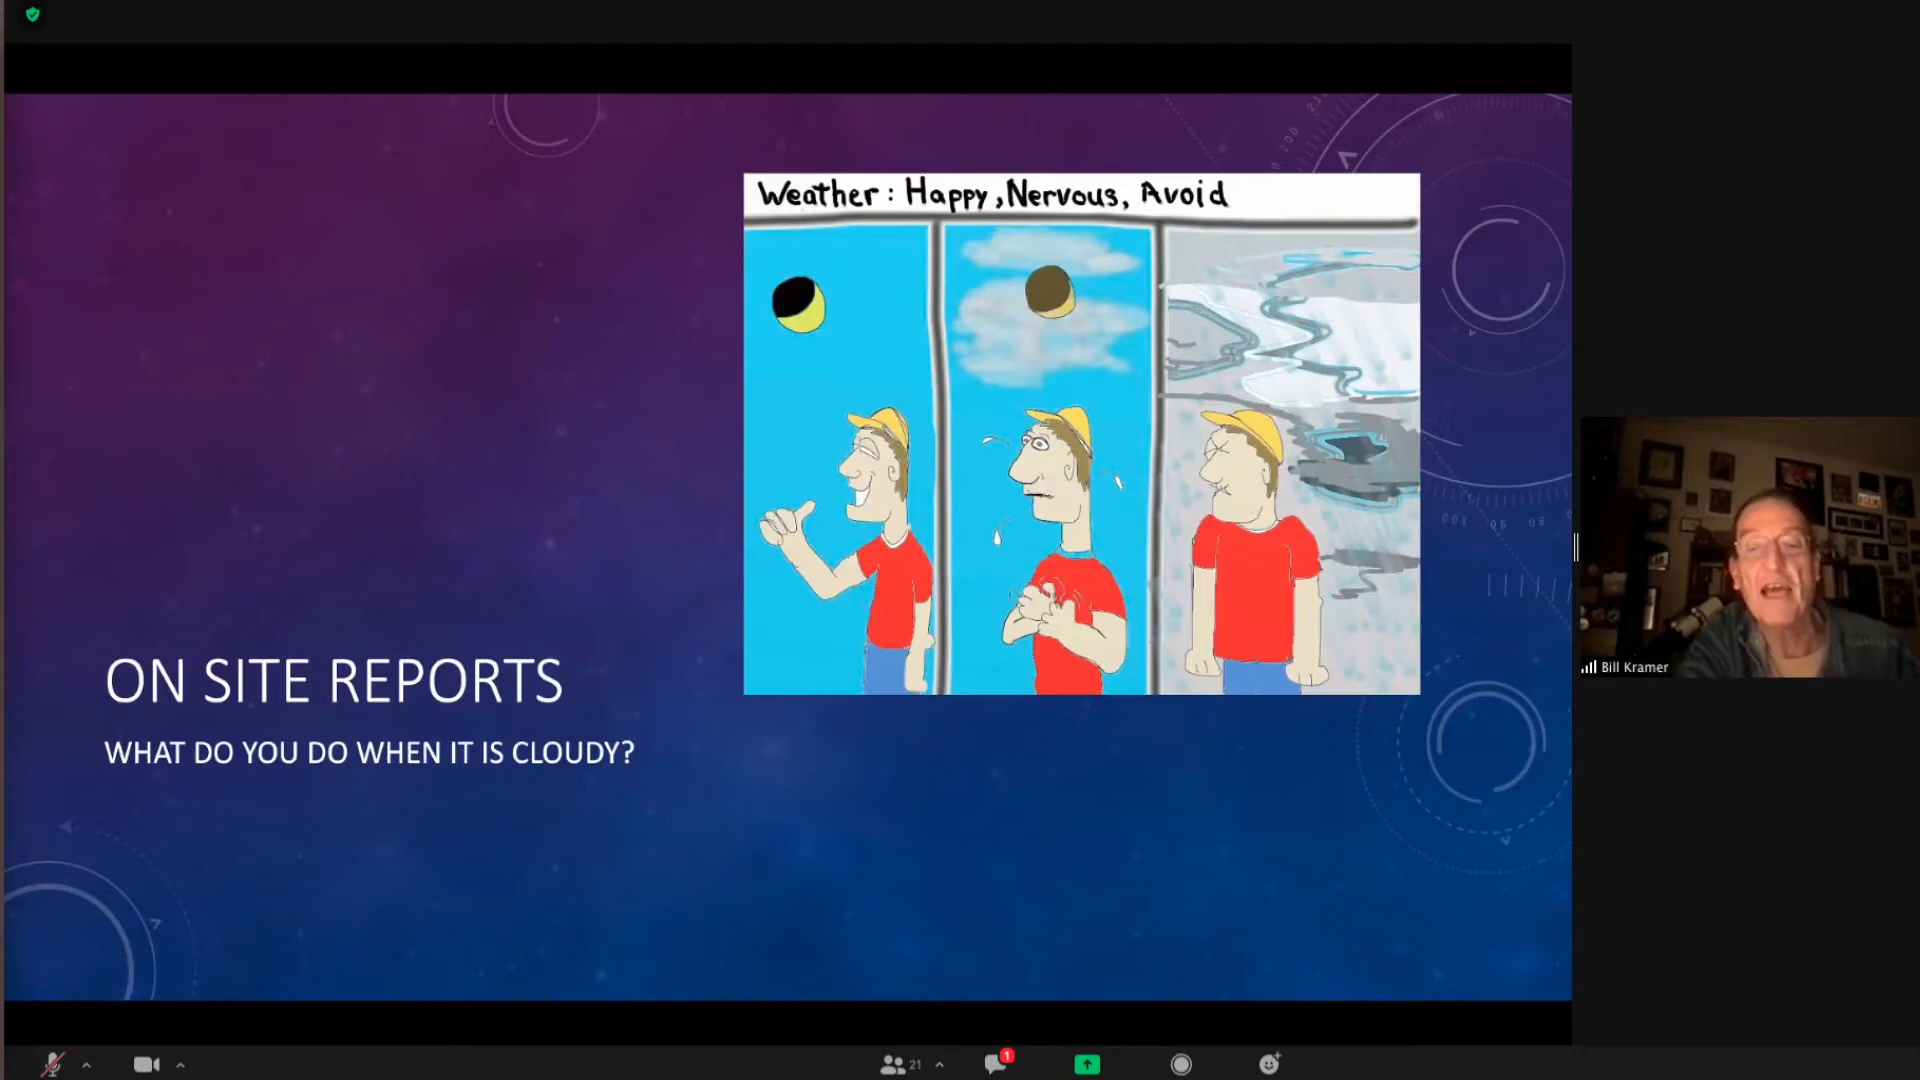 Weather: Happy, Nervous, Avoid
ON SITE REPORTS
WHAT DO YOU DO WHEN IT IS CLOUDY?
Bill Kramer
21
1